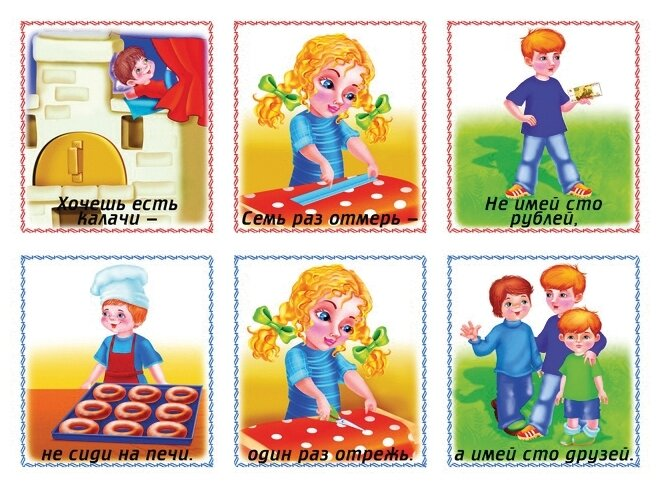 Хочешь есть
калачи –
Семь раз отмерь –
Не имей сто
рублей,
не сиди на печи.
один раз отрежь.
а имей сто друзей.